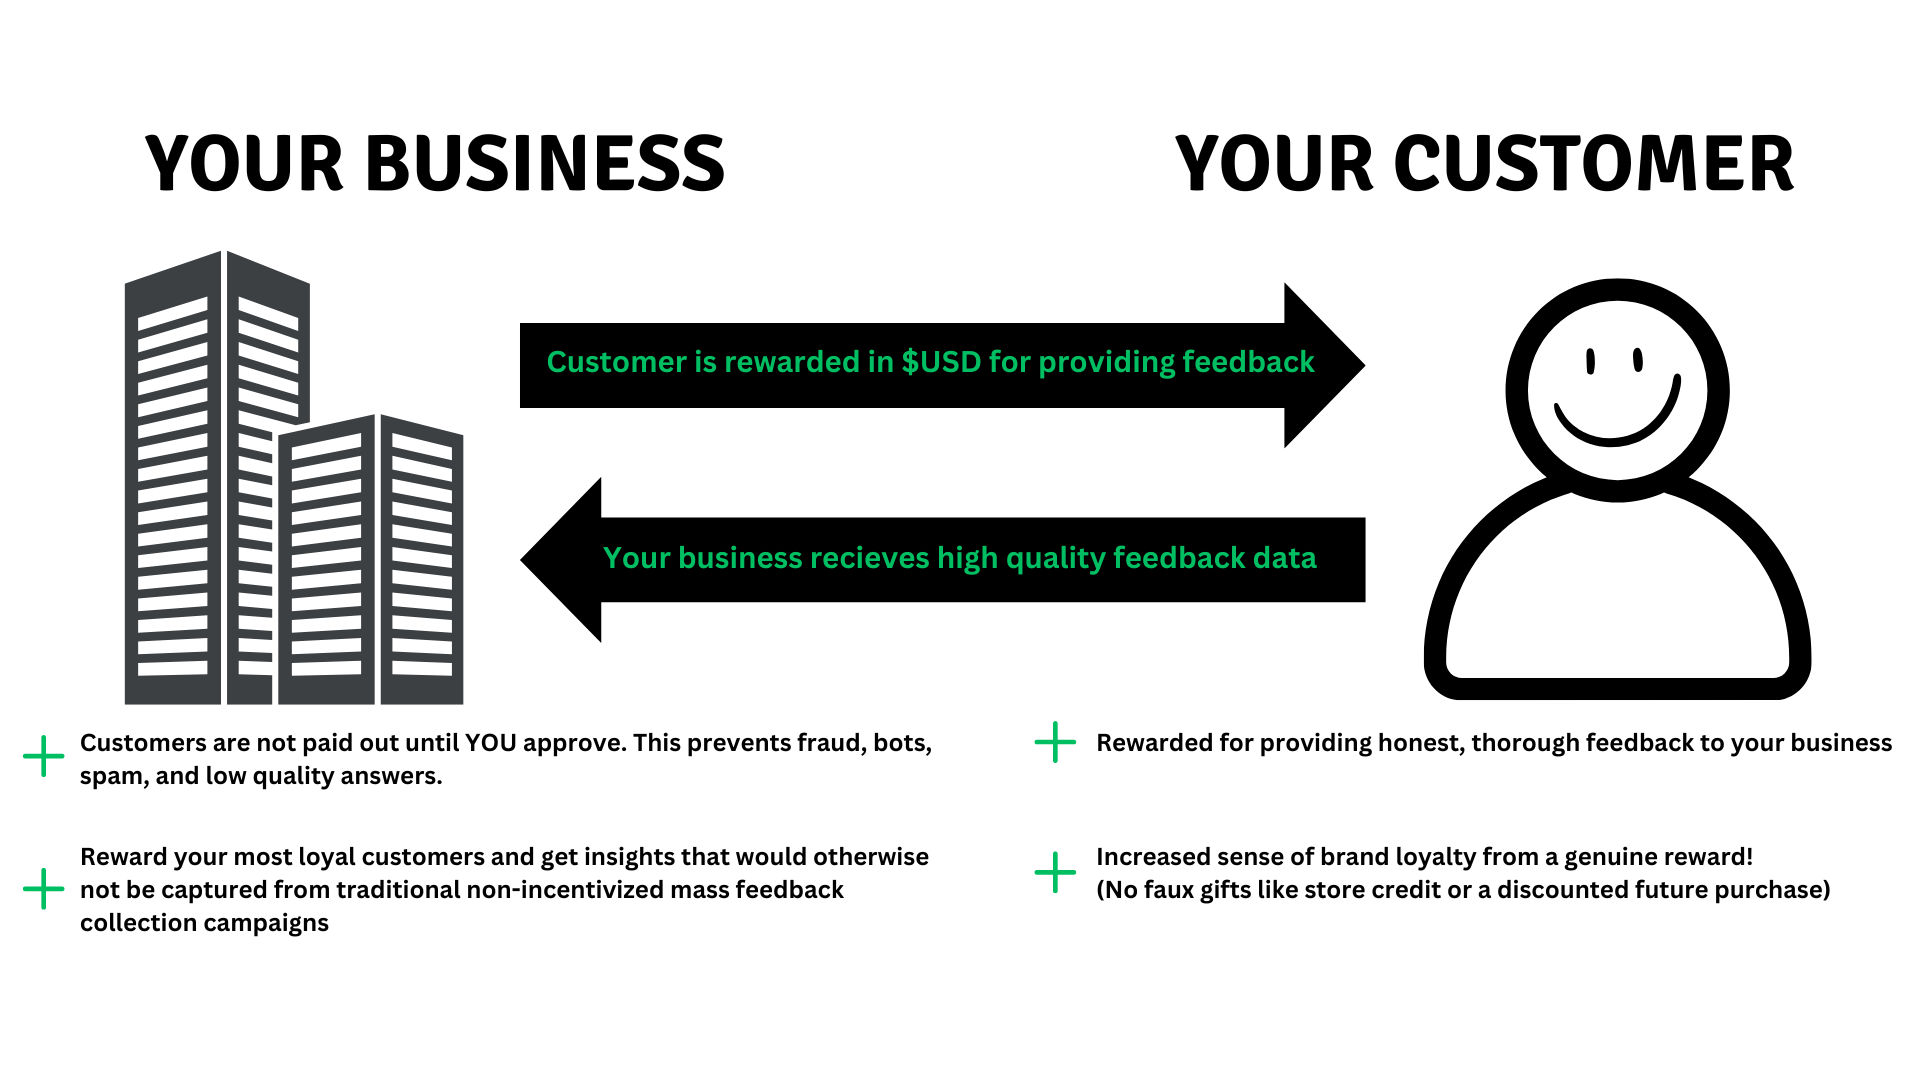 YOUR BUSINESS
YOUR CUSTOMER
Customer is rewarded in $USD for providing feedback
Your business recieves high quality feedback data
Customers are not paid out until YOU approve. This prevents fraud, bots,
spam, and low quality answers.
Reward your most loyal customers and get insights that would otherwise
not be captured from traditional non-incentivized mass feedback
collection campaigns
Rewarded for providing honest, thorough feedback to your business
Increased sense of brand loyalty from a genuine reward!
(No faux gifts like store credit or a discounted future purchase)